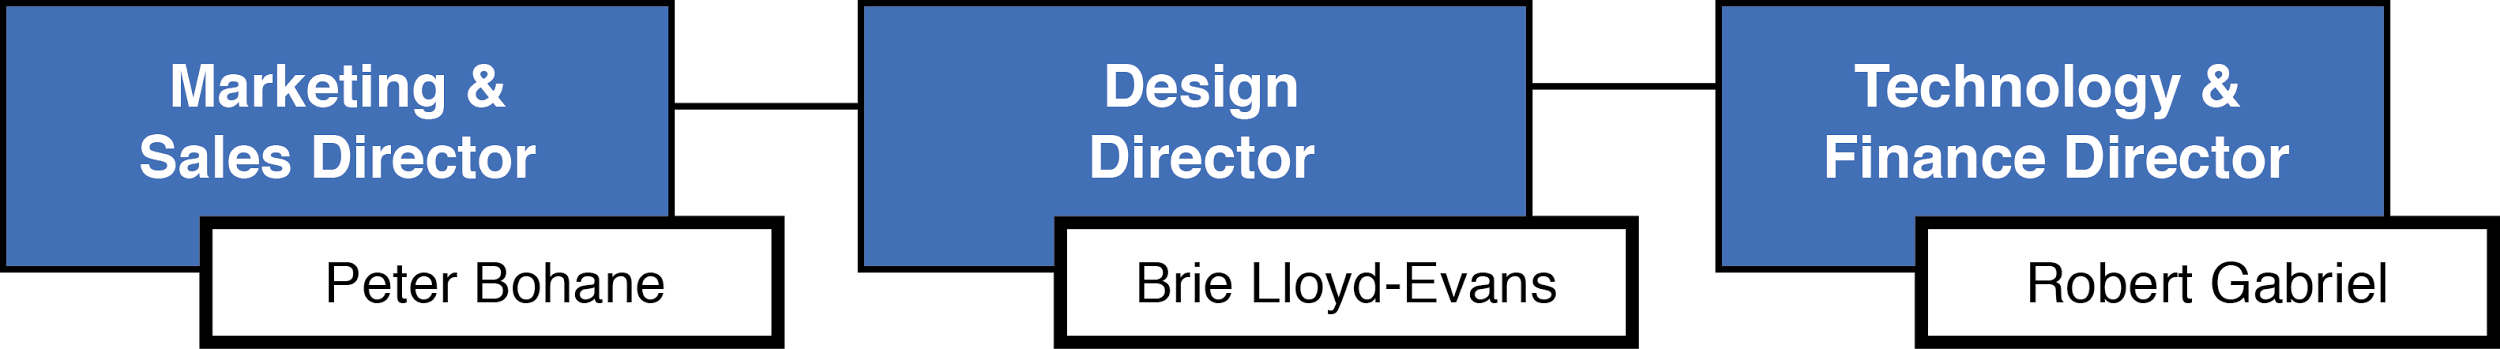 Marketing &
Sales Director
Peter Bohane
Design
Director
Brie Lloyd-Evans
Technology &
Finance Director
Robert Gabriel